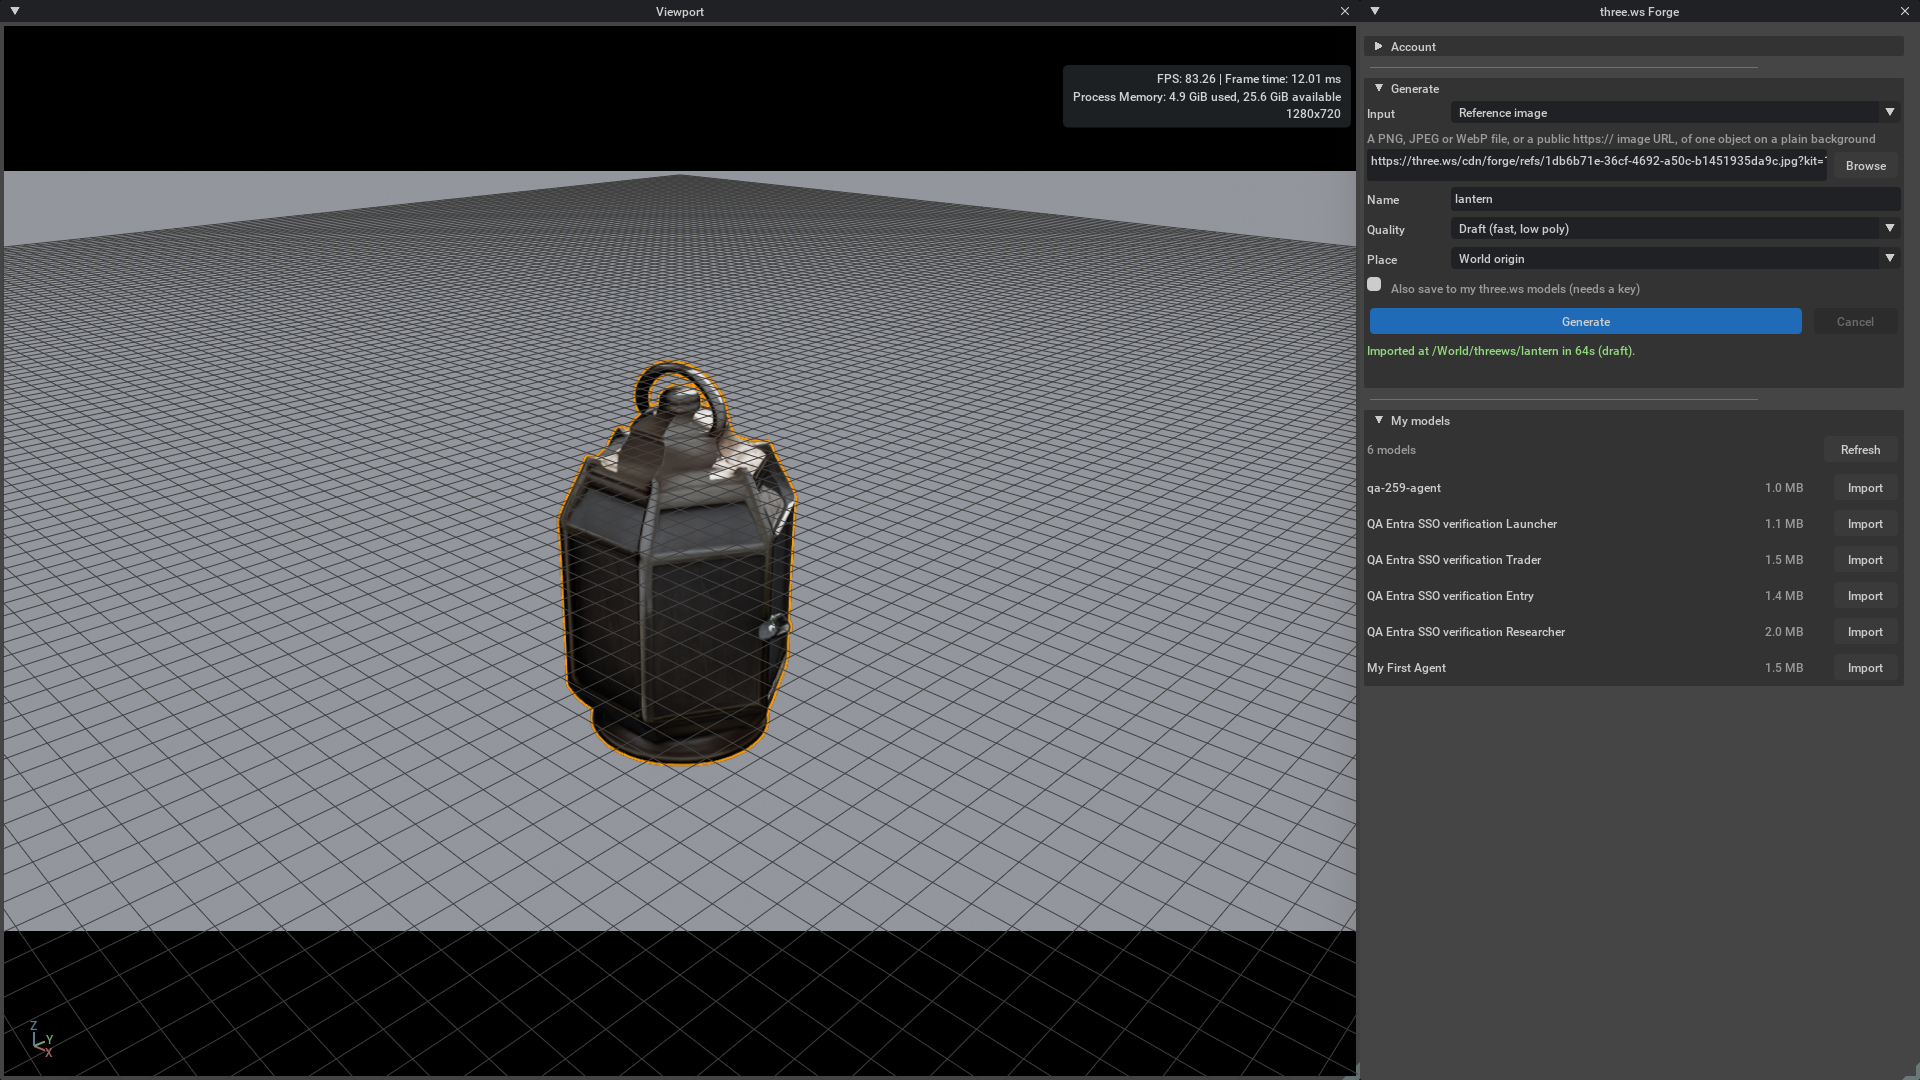 Viewport
three.ws Forge
FPS: 83.26 | Frame time: 12.01 ms
Process Memory: 4.9 GiB used, 25.6 GiB available
1280x720
Z
Y
X
Account
Generate
Input
Reference image
A PNG, JPEG or WebP file, or a public https:// image URL, of one object on a plain background
https://three.ws/cdn/forge/refs/1db6b71e-36cf-4692-a50c-b1451935da9c.jpg?kit=
Browse
Name
lantern
Quality
Draft (fast, low poly)
Place
World origin
Also save to my three.ws models (needs a key)
Generate
Cancel
Imported at /World/threews/lantern in 64s (draft).
My models
6 models
Refresh
qa-259-agent
1.0 MB
Import
QA Entra SSO verification Launcher
1.1 MB
Import
QA Entra SSO verification Trader
1.5 MB
Import
QA Entra SSO verification Entry
1.4 MB
Import
QA Entra SSO verification Researcher
2.0 MB
Import
My First Agent
1.5 MB
Import